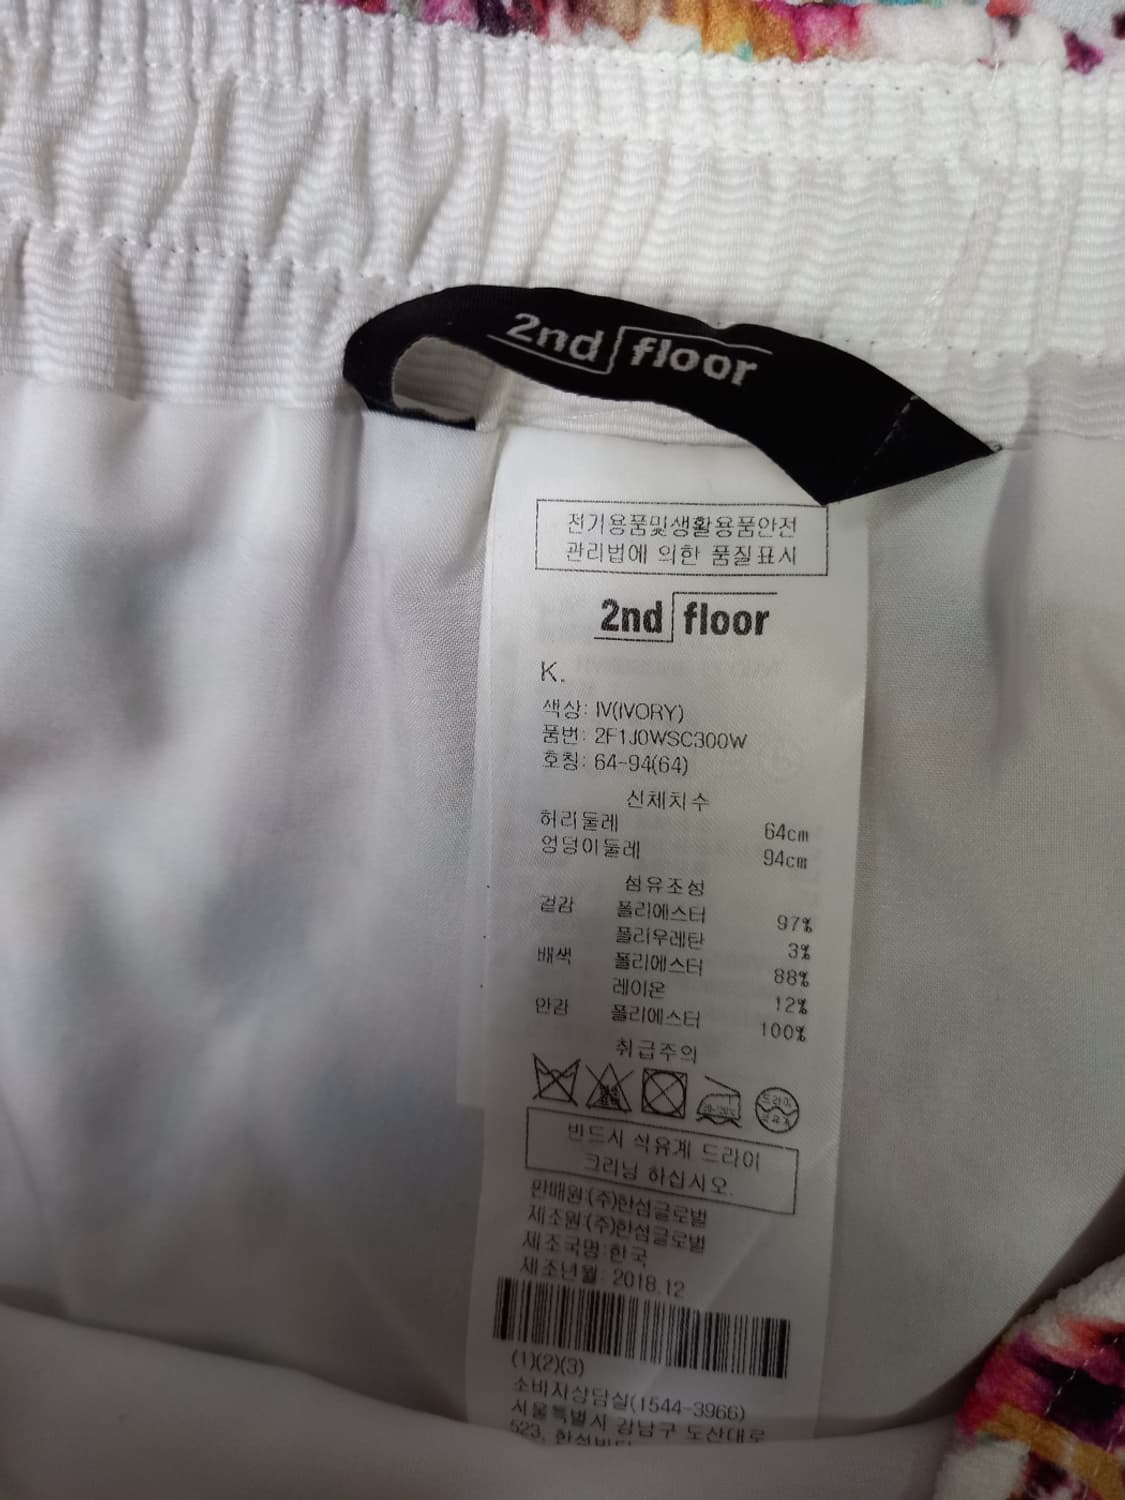 2nd floor
전기용품및생활용품안전
관리법에 의한 품질표시
2nd floor
K.
색상: IV(IVORY)
품번: 2F1J0WSC300W
호칭: 64-94(64)
신체치수
허리둘레 64cm
엉덩이둘레 94cm
섬유조성
겉감 폴리에스터 97%
폴리우레탄 3%
배색 폴리에스터 88%
레이온 12%
안감 폴리에스터 100%
취급주의
드라이
반드시 석유계 드라이
크리닝 하십시오.
판매원:(주)한섬글로벌
제조원:(주)한섬글로벌
제조국명:한국
제조년월: 2018.12
(1)(2)(3)
소비자상담실(1544-3966)
서울특별시 강남구 도산대로
523, 한섬빌딩